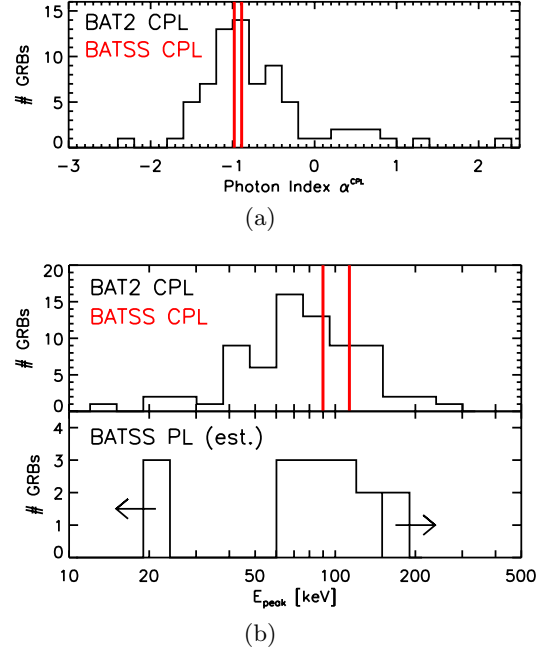 15
BAT2 CPL
BATSS CPL
10
# GRBs
5
0
-3 -2 -1 0 1 2
Photon Index α^CPL
(a)
20
BAT2 CPL
15
BATSS CPL
10
# GRBs
5
0
4
BATSS PL (est.)
3
# GRBs
2
1
0
10 20 50 100 200 500
E_peak [keV]
(b)